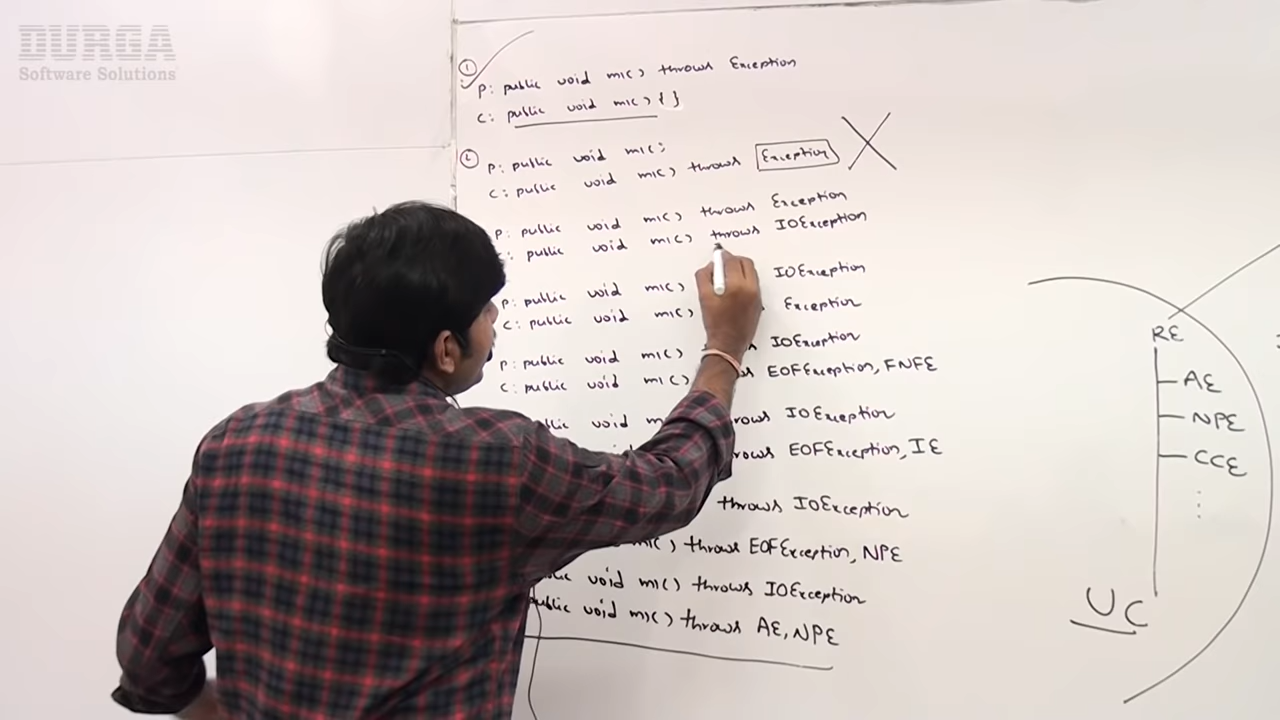 DURGA
Software Solutions
①
P: public void m1() throws Exception
C: public void m1() { }
②
P: public void m1();
C: public void m1() throws Exception
P: public void m1() throws Exception
: public void m1() throws IOException
P: public void m1() IOException
C: public void m1() Exception
P: public void m1() IOException
C: public void m1() EOFException, FNFE
public void IOException
EOFException, IE
throws IOException
) throws EOFException, NPE
void m1() throws IOException
public void m1() throws AE, NPE
RE
AE
NPE
CCE
UC